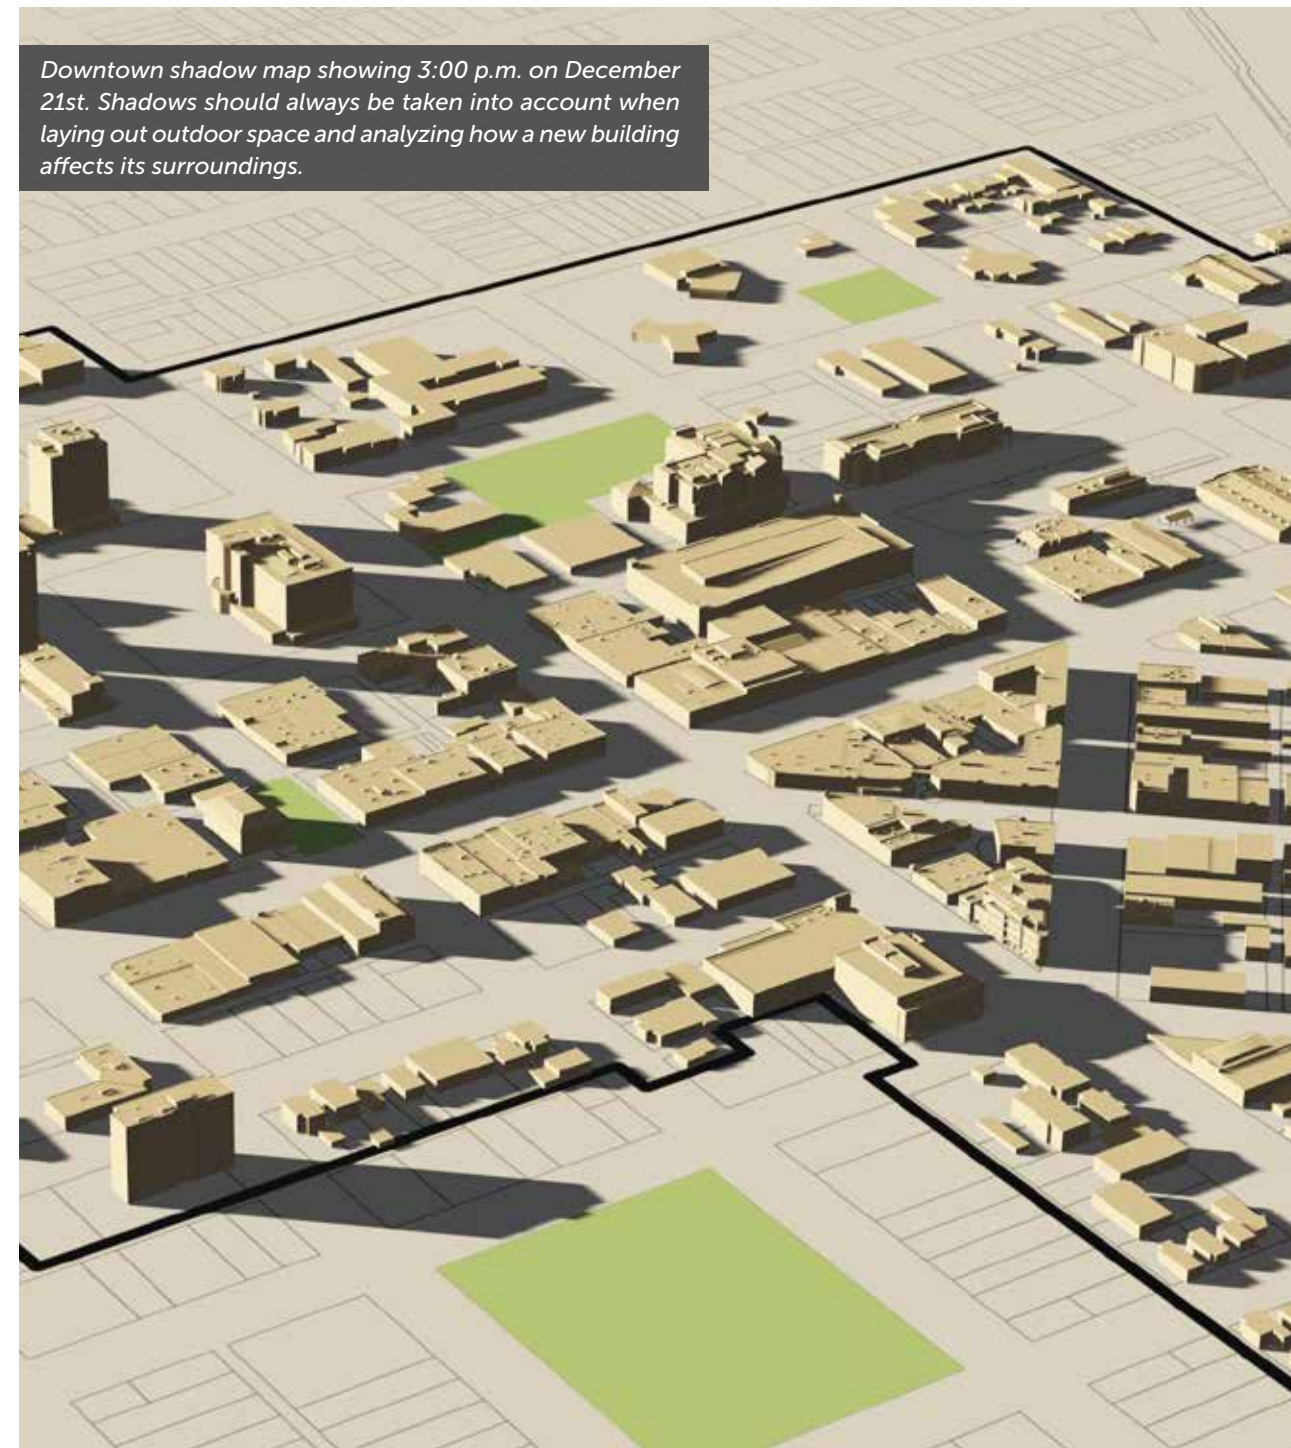 Downtown shadow map showing 3:00 p.m. on December
21st. Shadows should always be taken into account when
laying out outdoor space and analyzing how a new building
affects its surroundings.